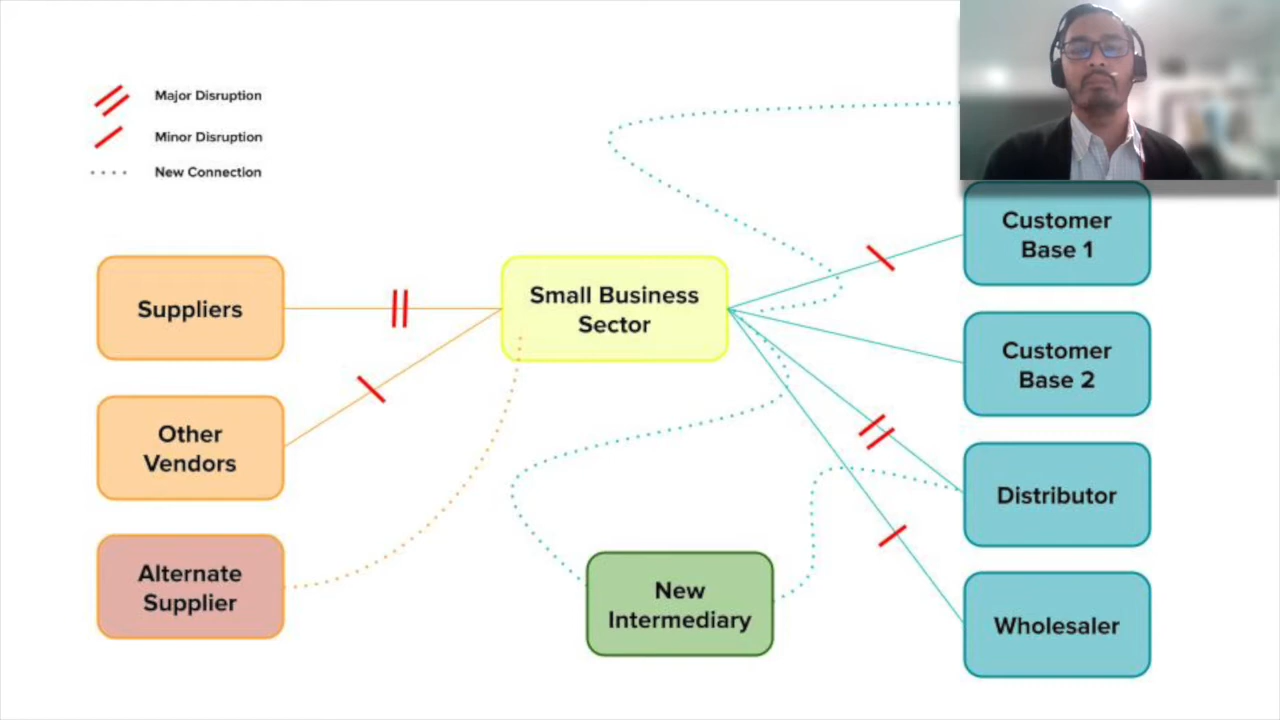 Major Disruption
Minor Disruption
New Connection
Suppliers
Other
Vendors
Alternate
Supplier
Small Business
Sector
New
Intermediary
Customer
Base 1
Customer
Base 2
Distributor
Wholesaler